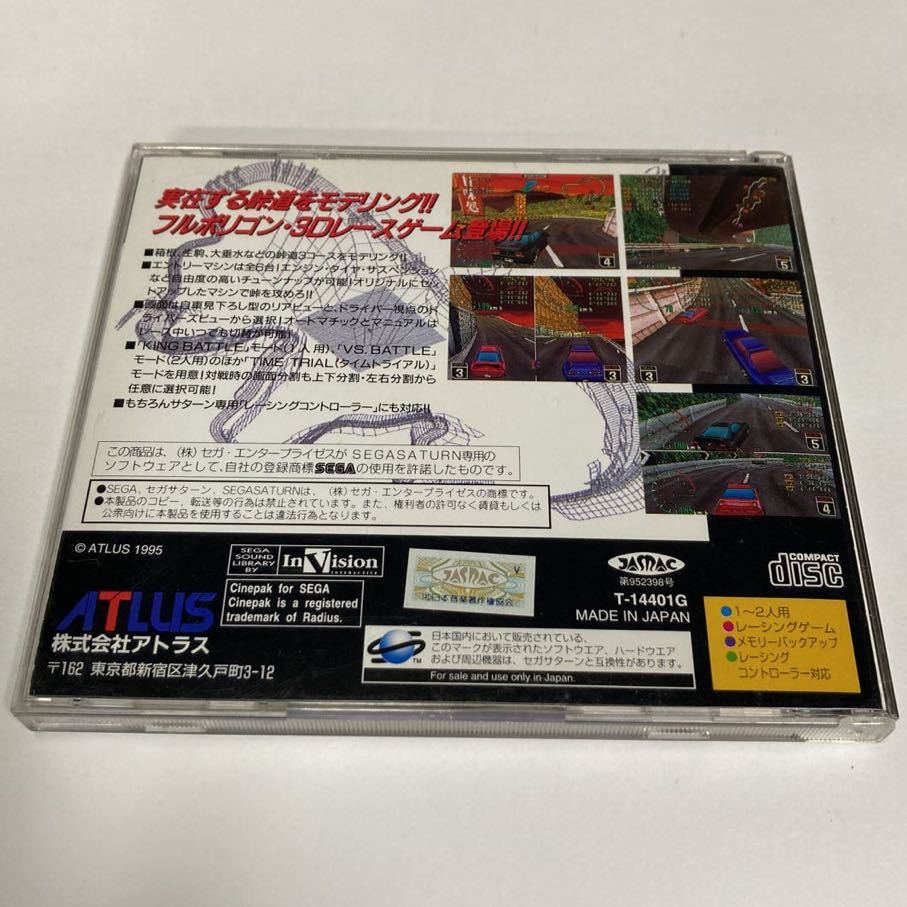 実在する峠道をモデリング!!
フルポリゴン・3Dレースゲーム登場!!
■箱根、生駒、大垂水などの峠道3コースをモデリング!!
■エントリーマシンは全6台！エンジン・タイヤ・サスペンション
など自由度の高いチューンナップが可能！オリジナルにセッ
トアップしたマシンで峠を攻めろ!!
■画面は自車見下ろし型のリアビューと、ドライバー視点のド
ライバーズビューから選択！オートマチックとマニュアルは
レース中いつでも切替が可能！
■「KING BATTLE」モード(1人用)、「V.S. BATTLE」
モード(2人用)のほか「TIME TRIAL(タイムトライアル)」
モードを用意！対戦時の画面分割も上下分割・左右分割から
任意に選択可能！
■もちろんサターン専用「レーシングコントローラー」にも対応!!
この商品は、(株)セガ・エンタープライゼスがSEGASATURN専用の
ソフトウェアとして、自社の登録商標SEGAの使用を許諾したものです。
●SEGA、セガサターン、SEGASATURNは、(株)セガ・エンタープライゼスの商標です。
●本製品のコピー、転送等の行為は禁止されています。また、権利者の許可なく賃貸もしくは
公衆向けに本製品を使用することは違法行為となります。
4
5
3
3
3
5
4
© ATLUS 1995
ATLUS
株式会社アトラス
〒162 東京都新宿区津久戸町3-12
SEGA
SOUND
LIBRARY BY
InVision
Interactive
Cinepak for SEGA
Cinepak is a registered
trademark of Radius.
JASRAC
JASRAC
第952398号
T-14401G
MADE IN JAPAN
COMPACT
disc
日本国内において販売されている、
このマークが表示されたソフトウエア、ハードウエア
および周辺機器は、セガサターンと互換性があります。
For sale and use only in Japan.
●1～2人用
●レーシングゲーム
●メモリーバックアップ
●レーシング
コントローラー対応